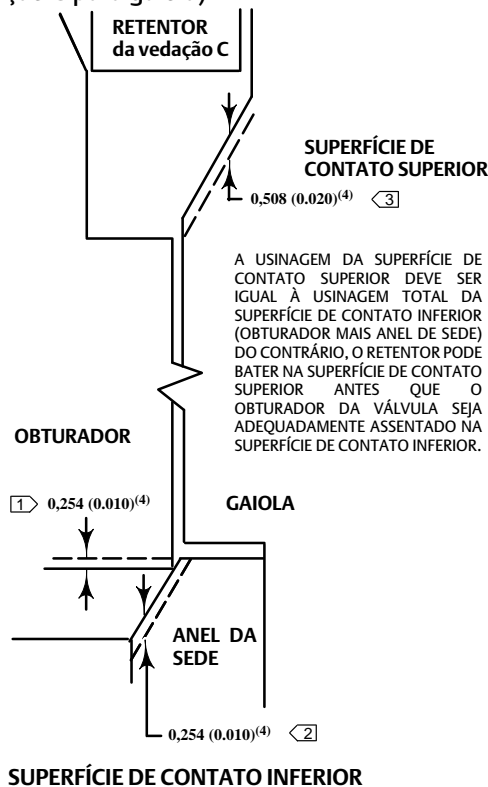 RETENTOR
da vedação C
SUPERFÍCIE DE
CONTATO SUPERIOR
0,508 (0.020)(4) 3
A USINAGEM DA SUPERFÍCIE DE
CONTATO SUPERIOR DEVE SER
IGUAL À USINAGEM TOTAL DA
SUPERFÍCIE DE CONTATO INFERIOR
(OBTURADOR MAIS ANEL DE SEDE)
DO CONTRÁRIO, O RETENTOR PODE
BATER NA SUPERFÍCIE DE CONTATO
SUPERIOR ANTES QUE O
OBTURADOR DA VÁLVULA SEJA
ADEQUADAMENTE ASSENTADO NA
SUPERFÍCIE DE CONTATO INFERIOR.
OBTURADOR
1 0,254 (0.010)(4)
GAIOLA
ANEL DA
SEDE
0,254 (0.010)(4) 2
SUPERFÍCIE DE CONTATO INFERIOR